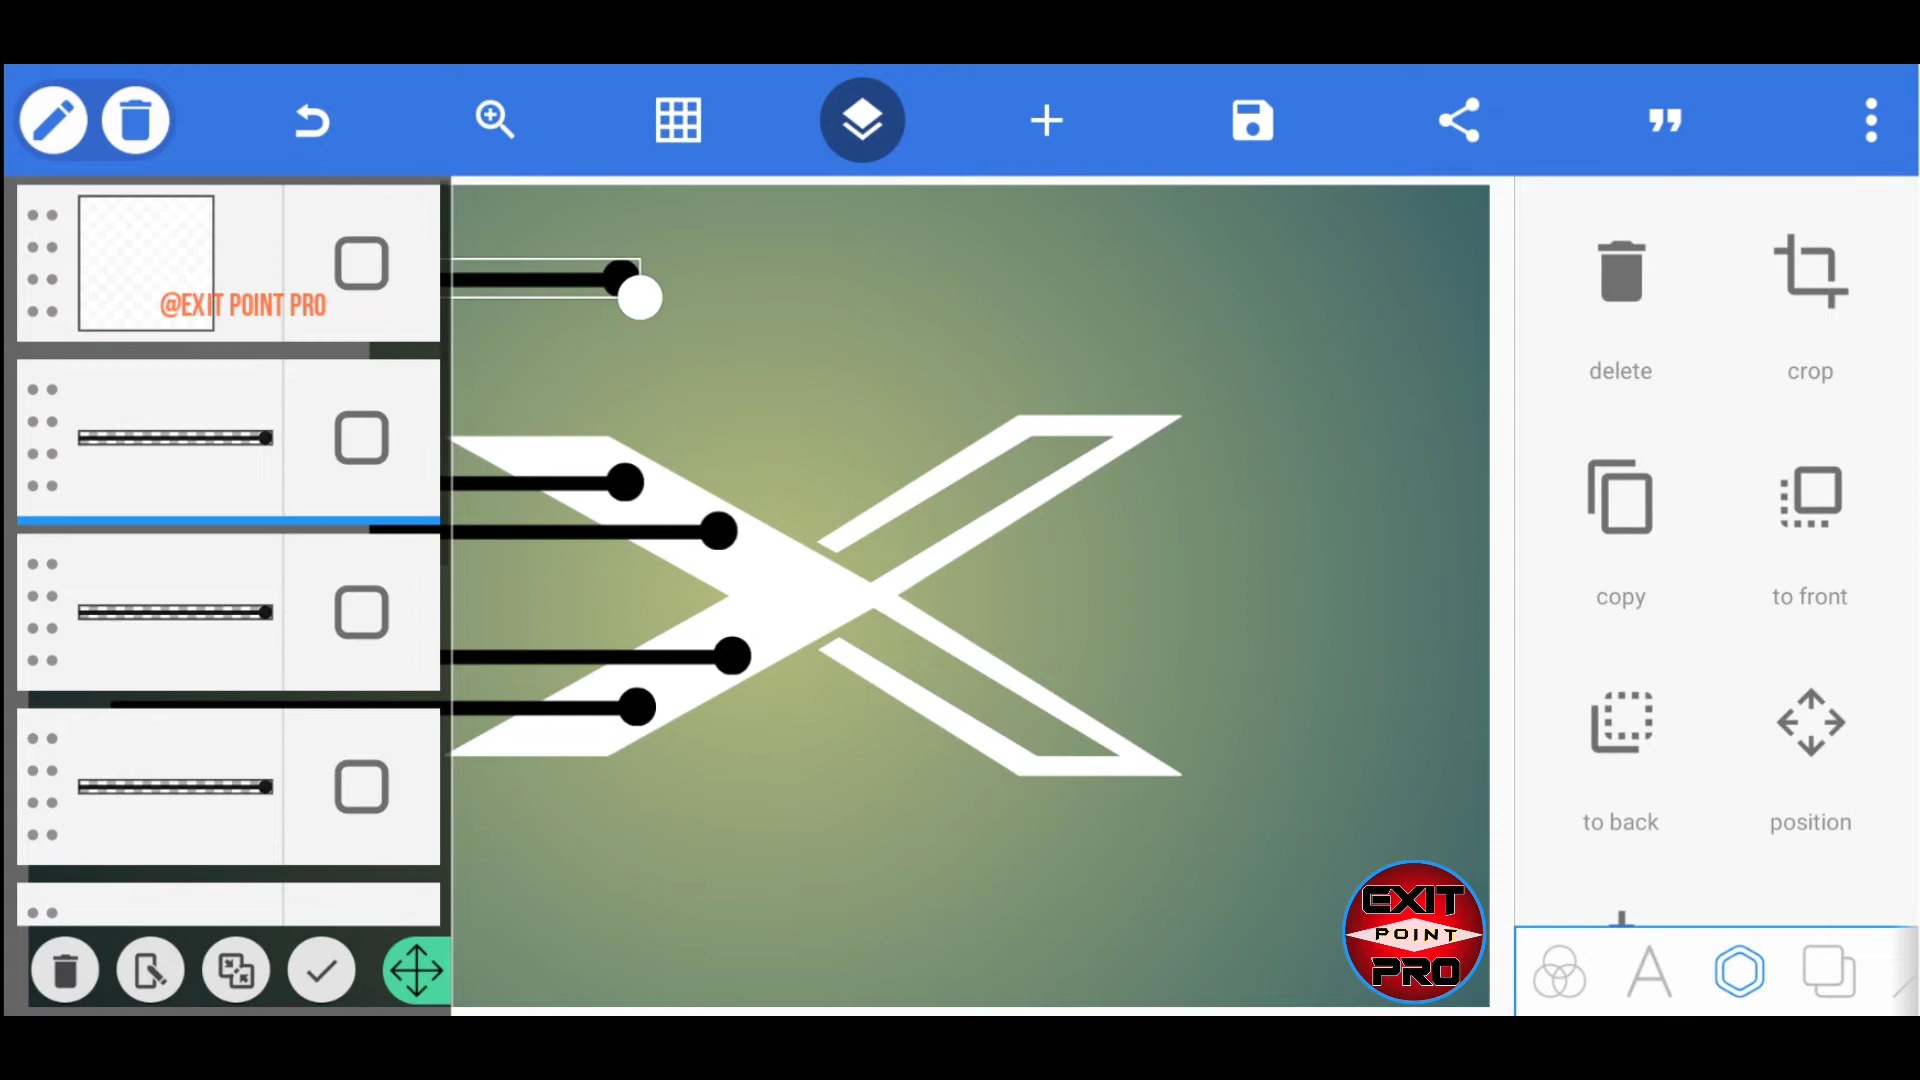 @EXIT POINT PRO
delete
crop
copy
to front
to back
position
EXIT
POINT
PRO